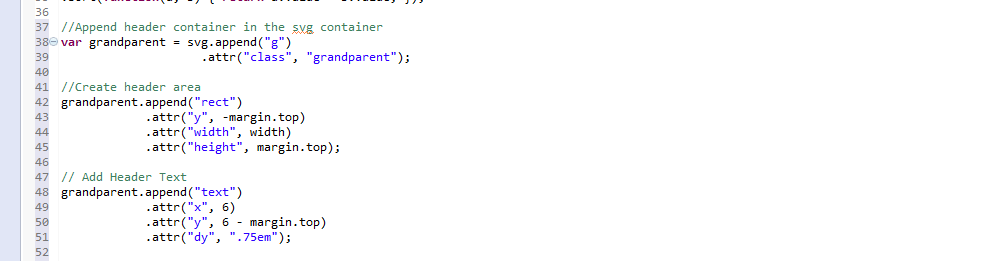 35
36
37 //Append header container in the svg container
38 var grandparent = svg.append("g")
39 .attr("class", "grandparent");
40
41 //Create header area
42 grandparent.append("rect")
43 .attr("y", -margin.top)
44 .attr("width", width)
45 .attr("height", margin.top);
46
47 // Add Header Text
48 grandparent.append("text")
49 .attr("x", 6)
50 .attr("y", 6 - margin.top)
51 .attr("dy", ".75em");
52